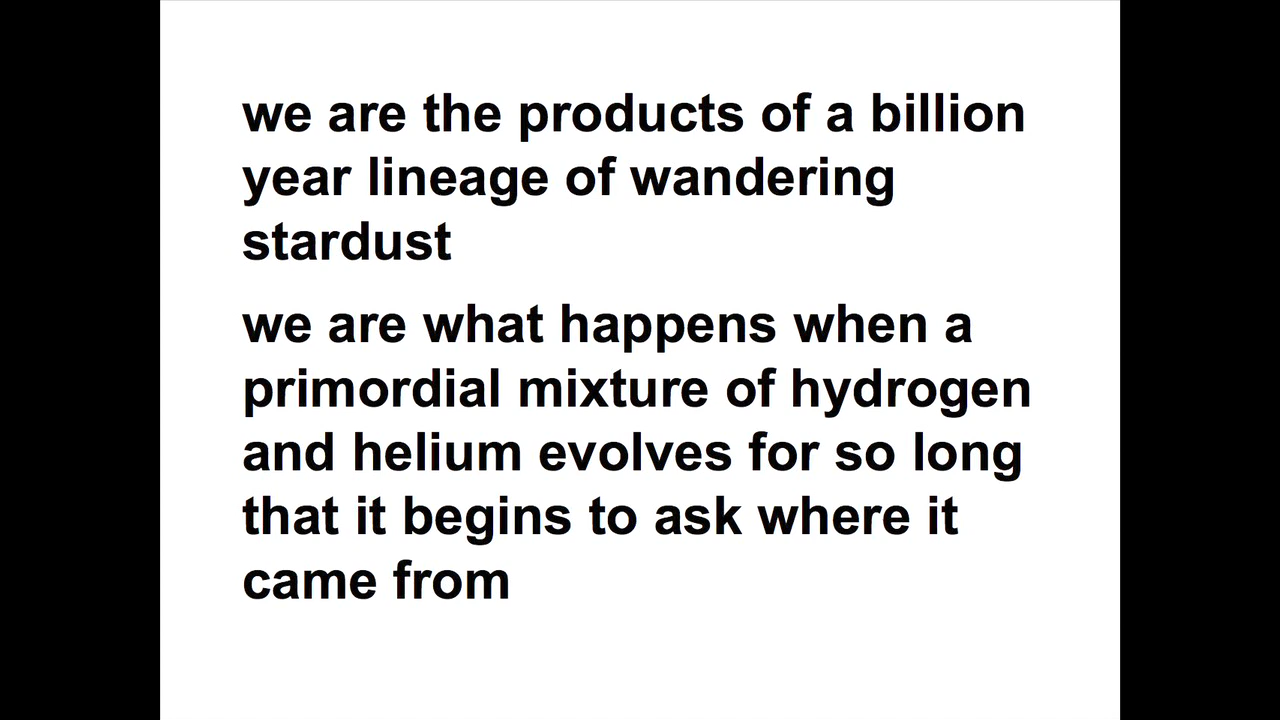 we are the products of a billion
year lineage of wandering
stardust
we are what happens when a
primordial mixture of hydrogen
and helium evolves for so long
that it begins to ask where it
came from